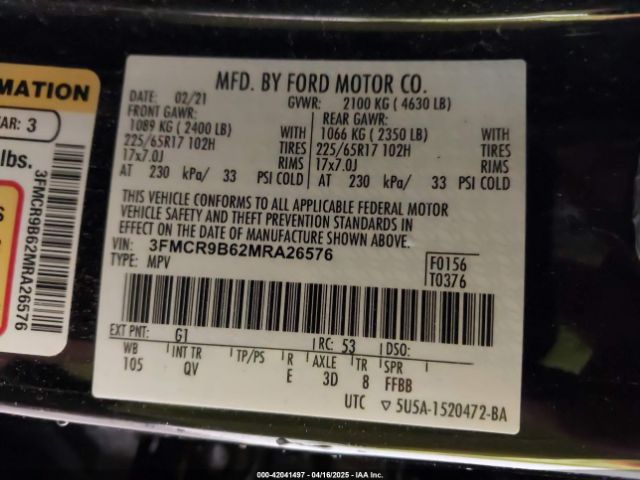 RMATION
AR: 3
lbs.
3FMCR9B62MRA26576
MFD. BY FORD MOTOR CO.
DATE: 02/21 GVWR: 2100 KG ( 4630 LB)
FRONT GAWR: REAR GAWR:
1089 KG ( 2400 LB) WITH 1066 KG ( 2350 LB) WITH
225/65R17 102H TIRES 225/65R17 102H TIRES
17x7.0J RIMS 17x7.0J RIMS
AT 230 kPa/ 33 PSI COLD AT 230 kPa/ 33 PSI COLD
THIS VEHICLE CONFORMS TO ALL APPLICABLE FEDERAL MOTOR
VEHICLE SAFETY AND THEFT PREVENTION STANDARDS IN
EFFECT ON THE DATE OF MANUFACTURE SHOWN ABOVE.
VIN: 3FMCR9B62MRA26576
TYPE: MPV F0156
T0376
EXT PNT: G1 RC: 53 DSO:
WB INT TR TP/PS R AXLE TR SPR
105 QV E 3D 8 FFBB
UTC ▽ 5U5A-1520472-BA
000-42041497 - 04/16/2025 - IAA Inc.